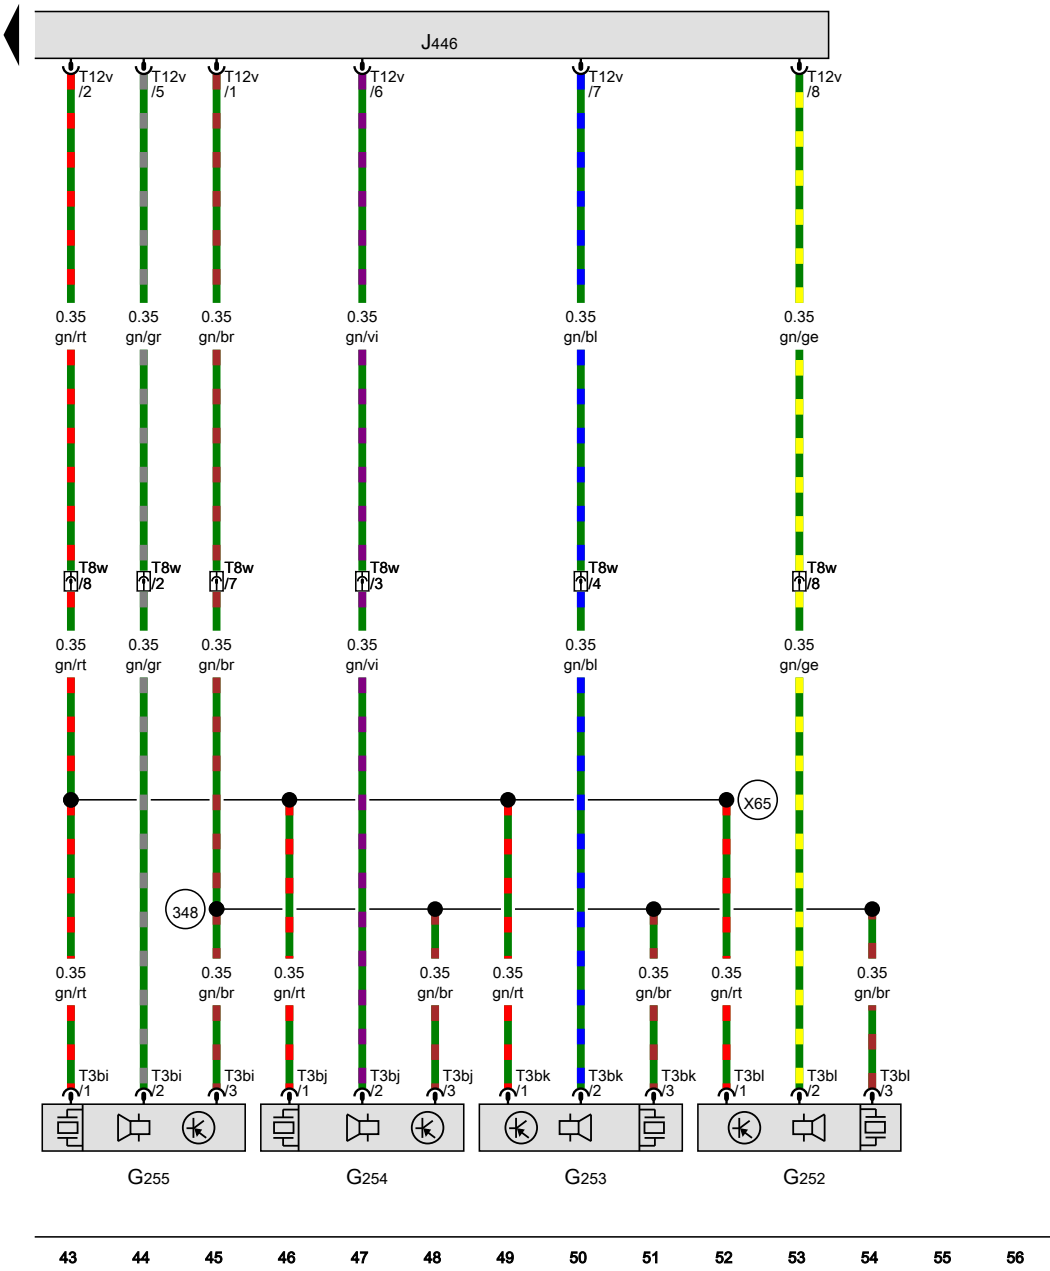 J446
T12v T12v T12v T12v T12v T12v
/2 /5 /1 /6 /7 /8
0.35 0.35 0.35 0.35 0.35 0.35
gn/rt gn/gr gn/br gn/vi gn/bl gn/ge
T8w T8w T8w T8w T8w T8w
/8 /2 /7 /3 /4 /8
0.35 0.35 0.35 0.35 0.35 0.35
gn/rt gn/gr gn/br gn/vi gn/bl gn/ge
X65
348
0.35 0.35 0.35 0.35 0.35 0.35 0.35 0.35
gn/rt gn/br gn/rt gn/br gn/rt gn/br gn/rt gn/br
T3bi T3bi T3bi T3bj T3bj T3bj T3bk T3bk T3bk T3bl T3bl T3bl
/1 /2 /3 /1 /2 /3 /1 /2 /3 /1 /2 /3
G255 G254 G253 G252
43 44 45 46 47 48 49 50 51 52 53 54 55 56